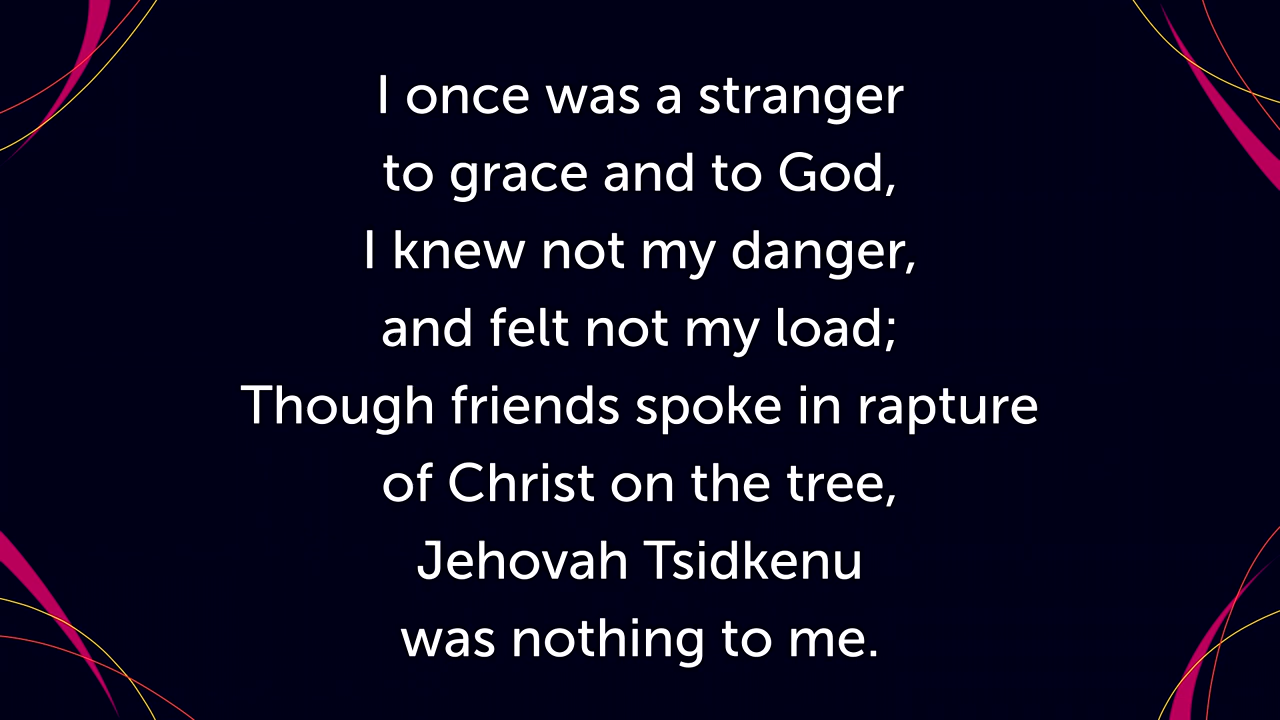 I once was a stranger
to grace and to God,
I knew not my danger,
and felt not my load;
Though friends spoke in rapture
of Christ on the tree,
Jehovah Tsidkenu
was nothing to me.